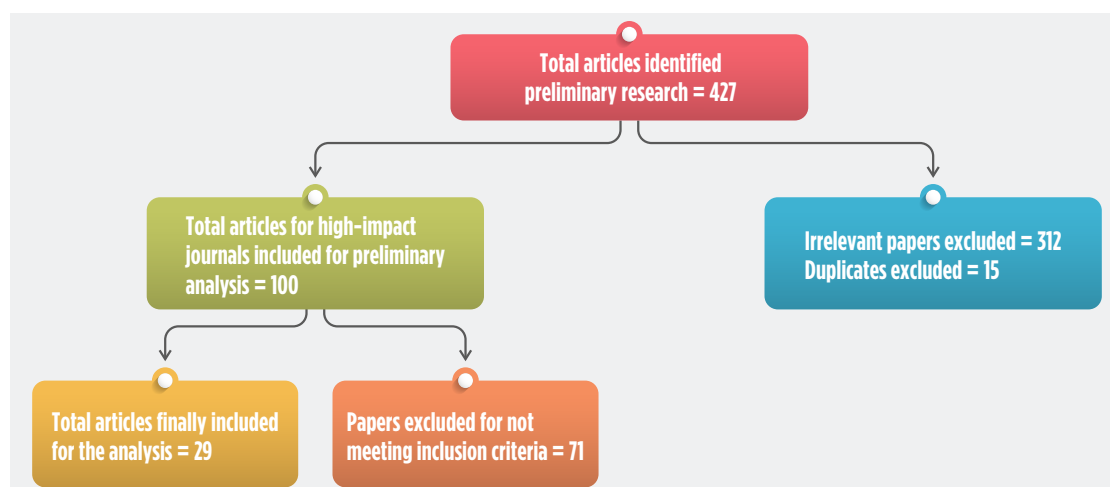 Total articles identified
preliminary research = 427
Total articles for high-impact
journals included for preliminary
analysis = 100
Irrelevant papers excluded = 312
Duplicates excluded = 15
Total articles finally included
for the analysis = 29
Papers excluded for not
meeting inclusion criteria = 71